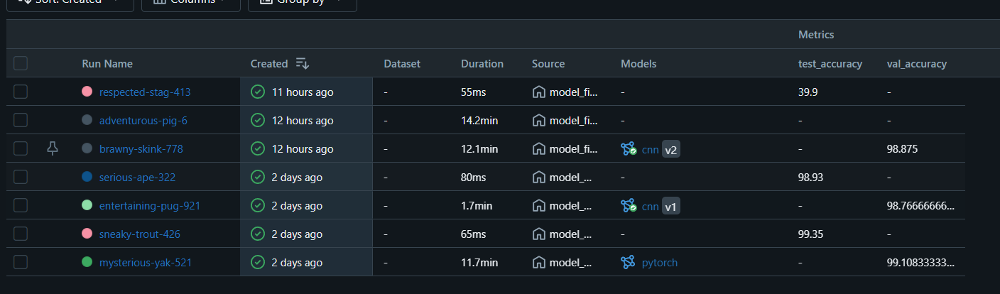 Sort: Created Columns Group by
Metrics
Run Name Created Dataset Duration Source Models test_accuracy val_accuracy
respected-stag-413 11 hours ago - 55ms model_fi... - 39.9 -
adventurous-pig-6 12 hours ago - 14.2min model_fi... - - -
brawny-skink-778 12 hours ago - 12.1min model_fi... cnn v2 - 98.875
serious-ape-322 2 days ago - 80ms model_... - 98.93 -
entertaining-pug-921 2 days ago - 1.7min model_... cnn v1 - 98.76666666...
sneaky-trout-426 2 days ago - 65ms model_... - 99.35 -
mysterious-yak-521 2 days ago - 11.7min model_... pytorch - 99.10833333...